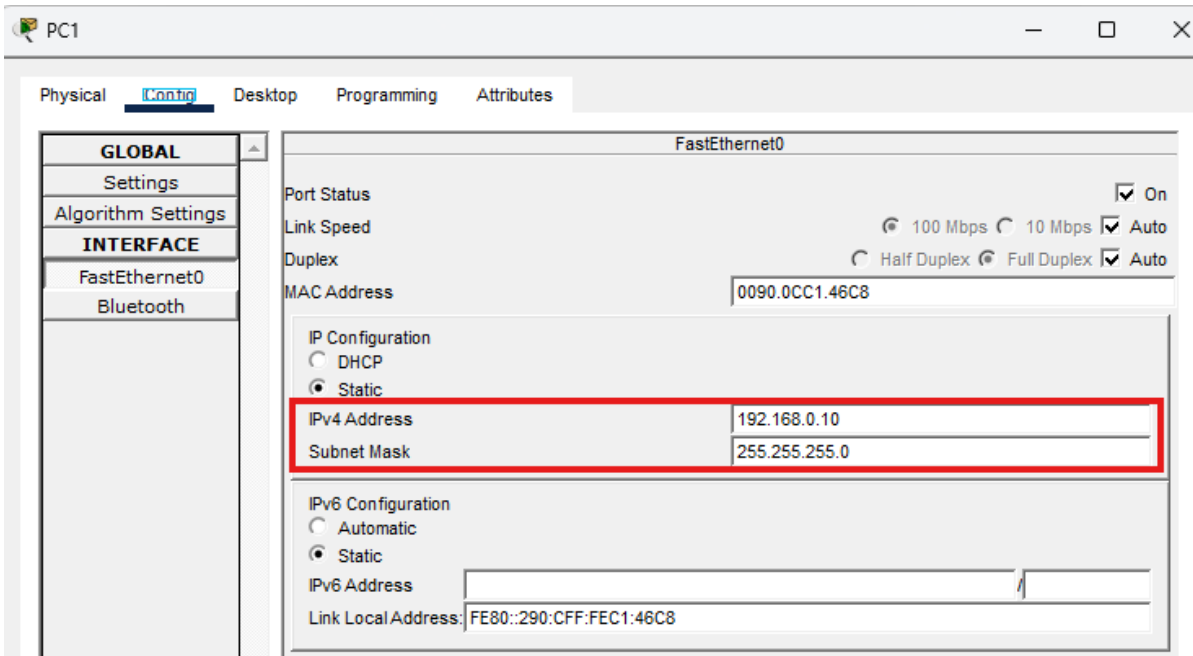 PC1
Physical Config Desktop Programming Attributes
GLOBAL
Settings
Algorithm Settings
INTERFACE
FastEthernet0
Bluetooth
FastEthernet0
Port Status On
Link Speed 100 Mbps 10 Mbps Auto
Duplex Half Duplex Full Duplex Auto
MAC Address 0090.0CC1.46C8
IP Configuration
DHCP
Static
IPv4 Address 192.168.0.10
Subnet Mask 255.255.255.0
IPv6 Configuration
Automatic
Static
IPv6 Address /
Link Local Address: FE80::290:CFF:FEC1:46C8